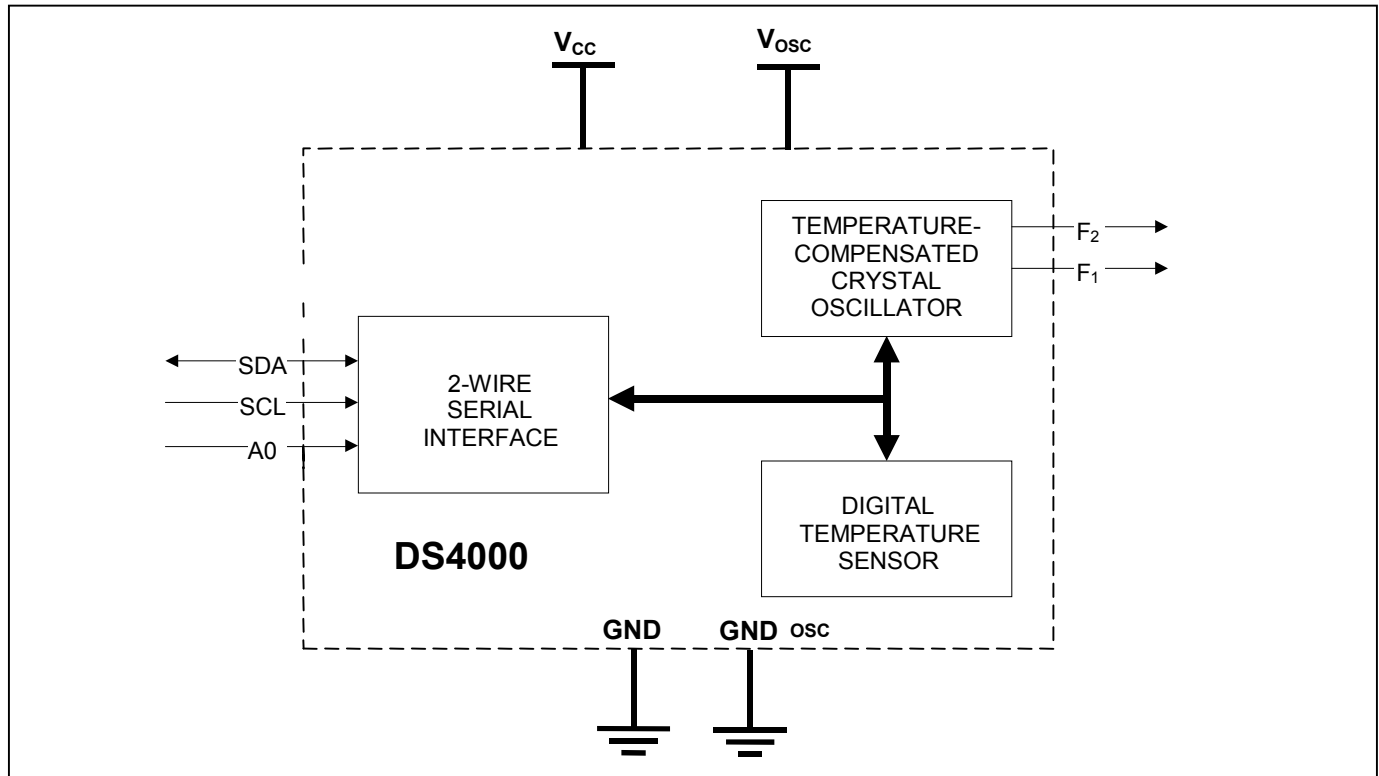 VCC
VOSC
TEMPERATURE-
COMPENSATED
CRYSTAL
OSCILLATOR
F2
F1
SDA
SCL
A0
2-WIRE
SERIAL
INTERFACE
DIGITAL
TEMPERATURE
SENSOR
DS4000
GND
GND OSC